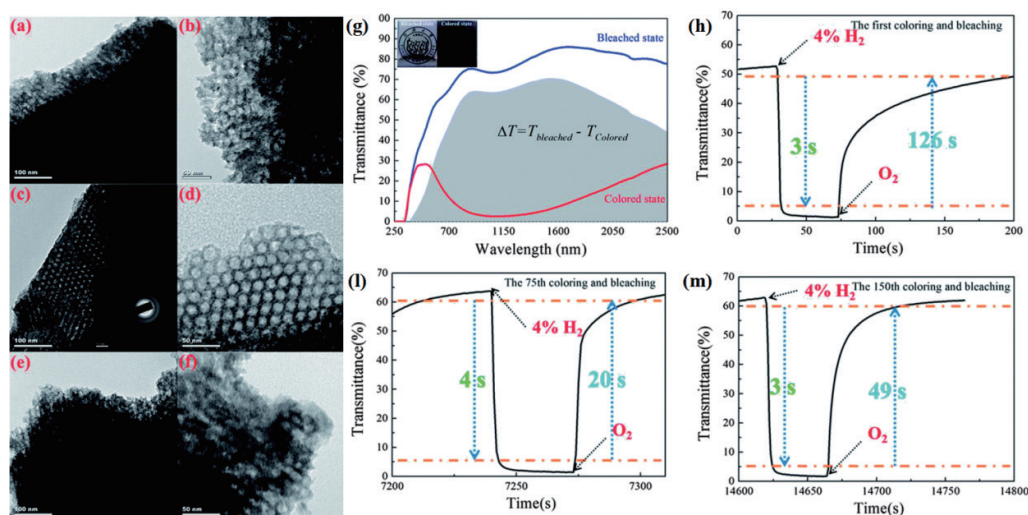 (a)
(b)
100 nm
50 nm
(c)
(d)
50 nm
(e)
(f)
100 nm
50 nm
(g)
Bleached state
Colored state
Bleached state
ΔT=Tbleached - TColored
Colored state
Transmittance (%)
100
90
80
70
60
50
40
30
20
10
0
250 700 1150 1600 2050 2500
Wavelength (nm)
(h)
The first coloring and bleaching
4% H2
3 s
126 s
O2
Transmittance (%)
70
60
50
40
30
20
10
0
0 50 100 150 200
Time(s)
(l)
The 75th coloring and bleaching
4% H2
4 s
20 s
O2
Transmittance (%)
70
60
50
40
30
20
10
0
7200 7250 7300
Time(s)
(m)
The 150th coloring and bleaching
4% H2
3 s
49 s
O2
Transmittance (%)
70
60
50
40
30
20
10
0
14600 14650 14700 14750 14800
Time(s)